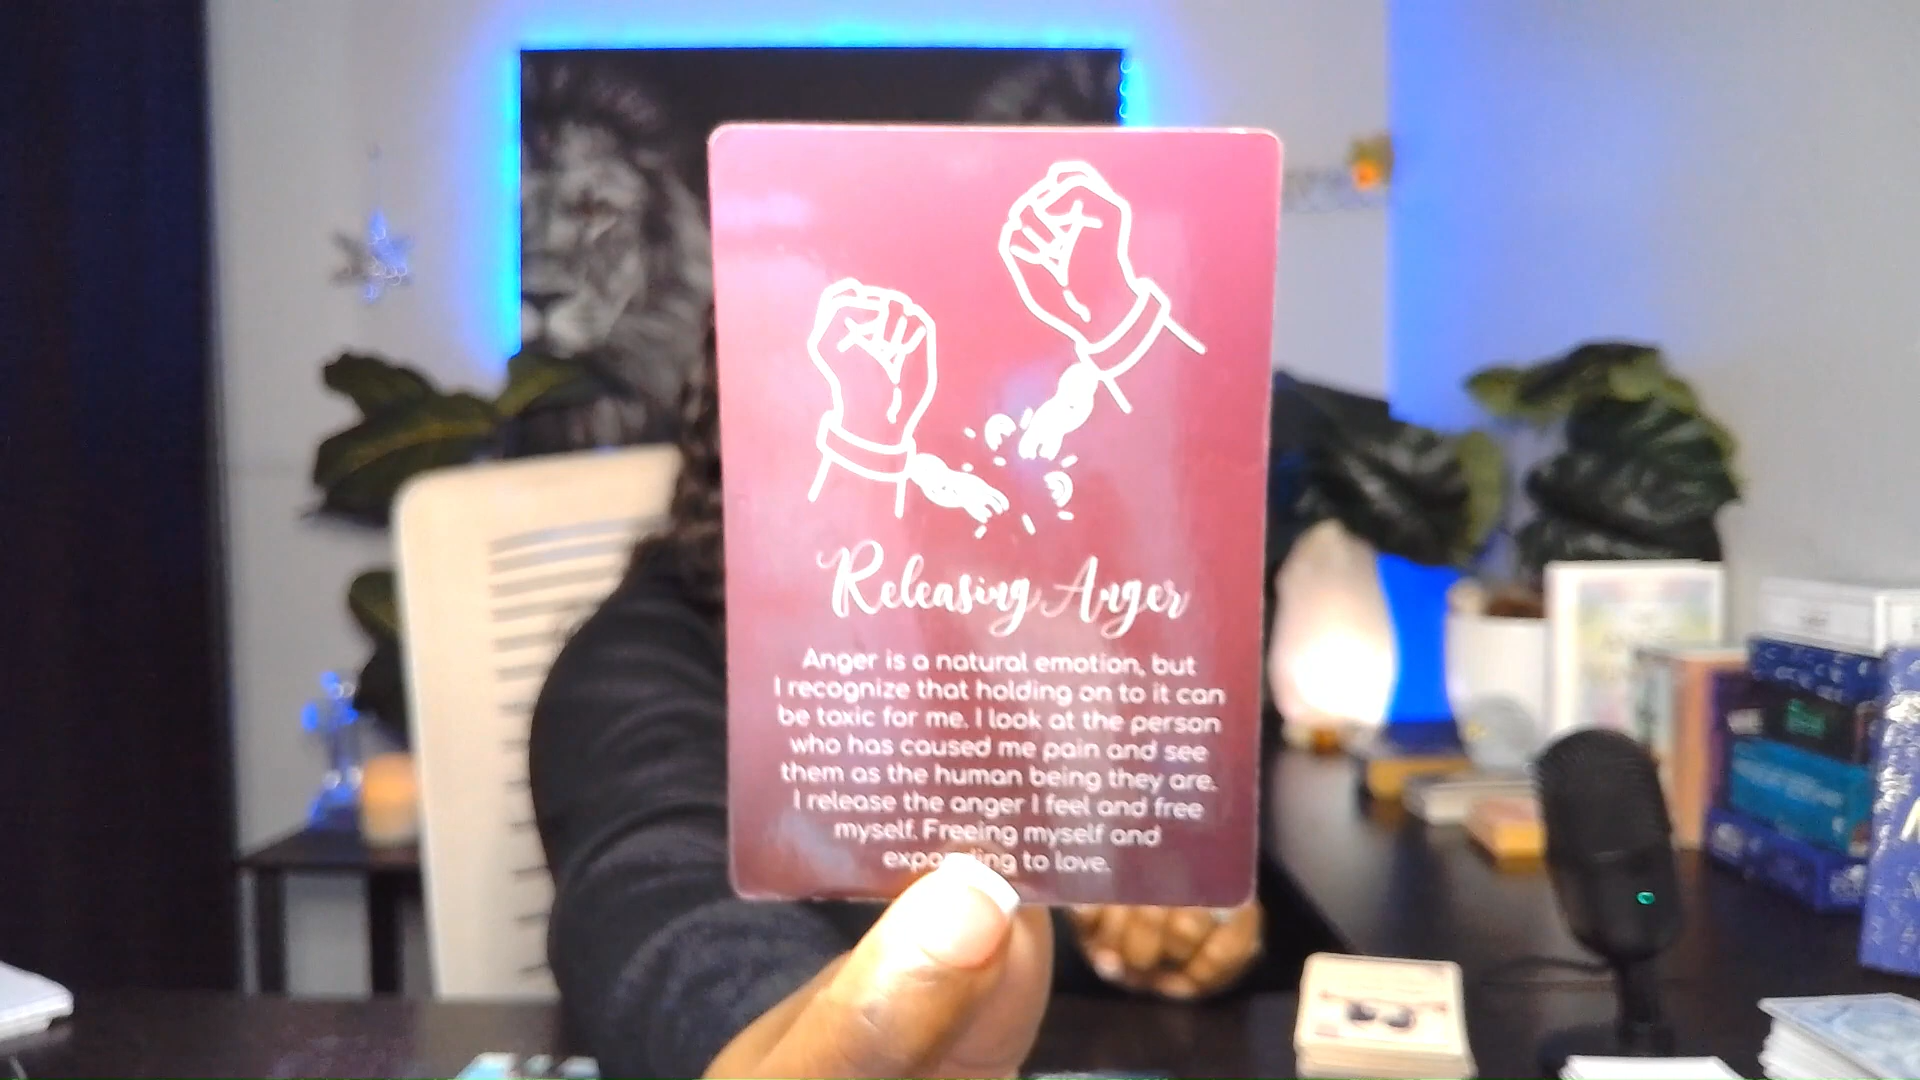 Releasing Anger
Anger is a natural emotion, but
I recognize that holding on to it can
be toxic for me. I look at the person
who has caused me pain and see
them as the human being they are.
I release the anger I feel and free
myself. Freeing myself and
expanding to love.